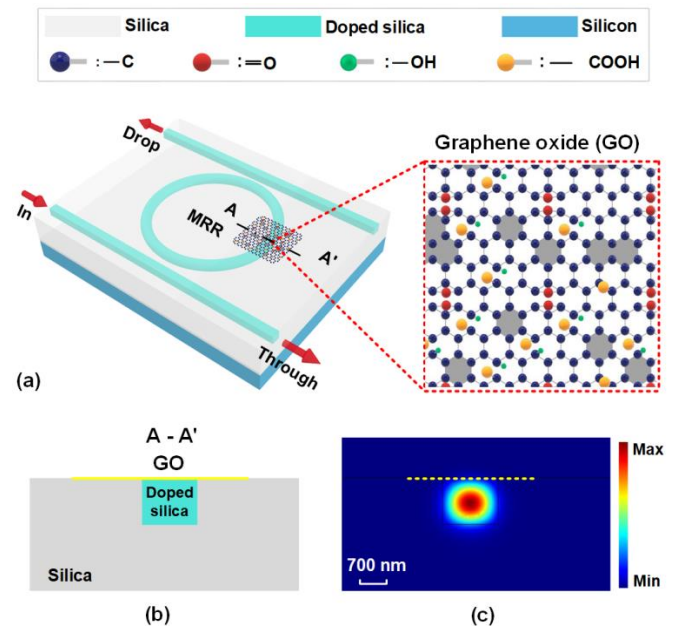 Silica
Doped silica
Silicon
:—C
:=O
:—OH
:— COOH
Graphene oxide (GO)
Drop
In
A
MRR
A'
Through
(a)
A - A'
GO
Doped
silica
Silica
(b)
Max
700 nm
Min
(c)